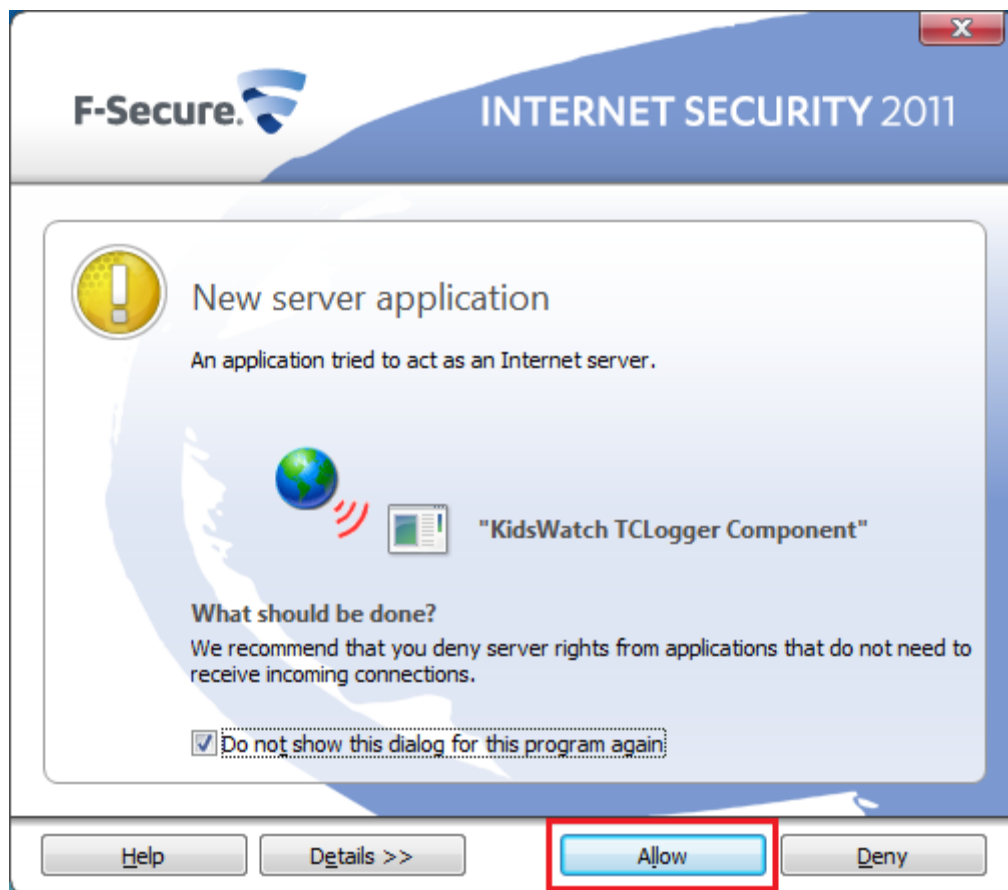 F-Secure.
INTERNET SECURITY 2011
New server application
An application tried to act as an Internet server.
"KidsWatch TCLogger Component"
What should be done?
We recommend that you deny server rights from applications that do not need to
receive incoming connections.
Do not show this dialog for this program again
Help
Details >>
Allow
Deny